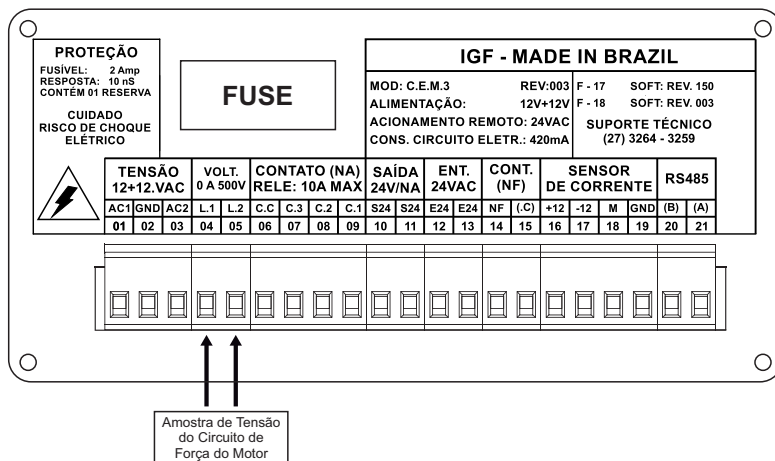 PROTEÇÃO
FUSÍVEL: 2 Amp
RESPOSTA: 10 nS
CONTÉM 01 RESERVA
CUIDADO
RISCO DE CHOQUE
ELÉTRICO
FUSE
IGF - MADE IN BRAZIL
MOD: C.E.M.3 REV:003
ALIMENTAÇÃO: 12V+12V
ACIONAMENTO REMOTO: 24VAC
CONS. CIRCUITO ELETR.: 420mA
F - 17 SOFT: REV. 150
F - 18 SOFT: REV. 003
SUPORTE TÉCNICO
(27) 3264 - 3259
TENSÃO
12+12.VAC
VOLT.
0 A 500V
CONTATO (NA)
RELE: 10A MAX
SAÍDA
24V/NA
ENT.
24VAC
CONT.
(NF)
SENSOR
DE CORRENTE
RS485
AC1 GND AC2 L.1 L.2 C.C C.3 C.2 C.1 S24 S24 E24 E24 NF (.C) +12 -12 M GND (B) (A)
01 02 03 04 05 06 07 08 09 10 11 12 13 14 15 16 17 18 19 20 21
Amostra de Tensão
do Circuito de
Força do Motor